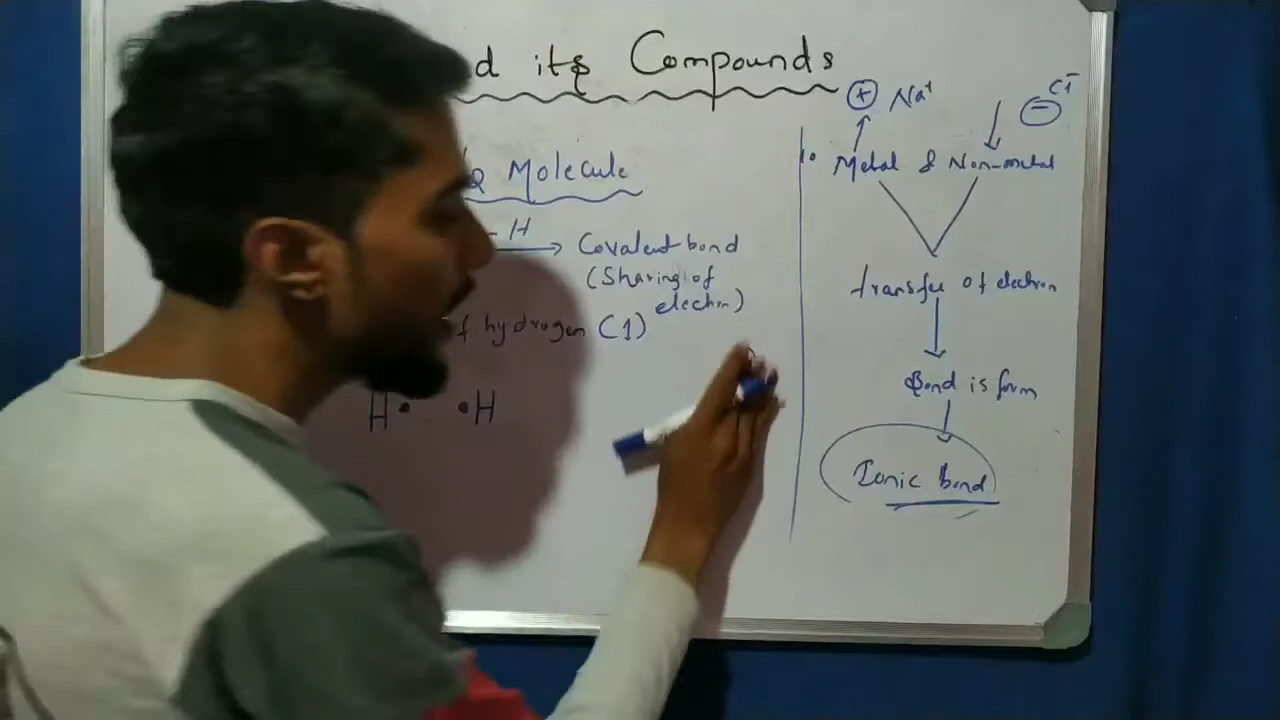 d its Compounds
Molecule
- H
Covalent bond
(Sharing of
electron)
f hydrogen (1)
H• •H
+ Na+
- Cl-
1. Metal & Non-metal
transfer of electron
Bond is form
Ionic Bond